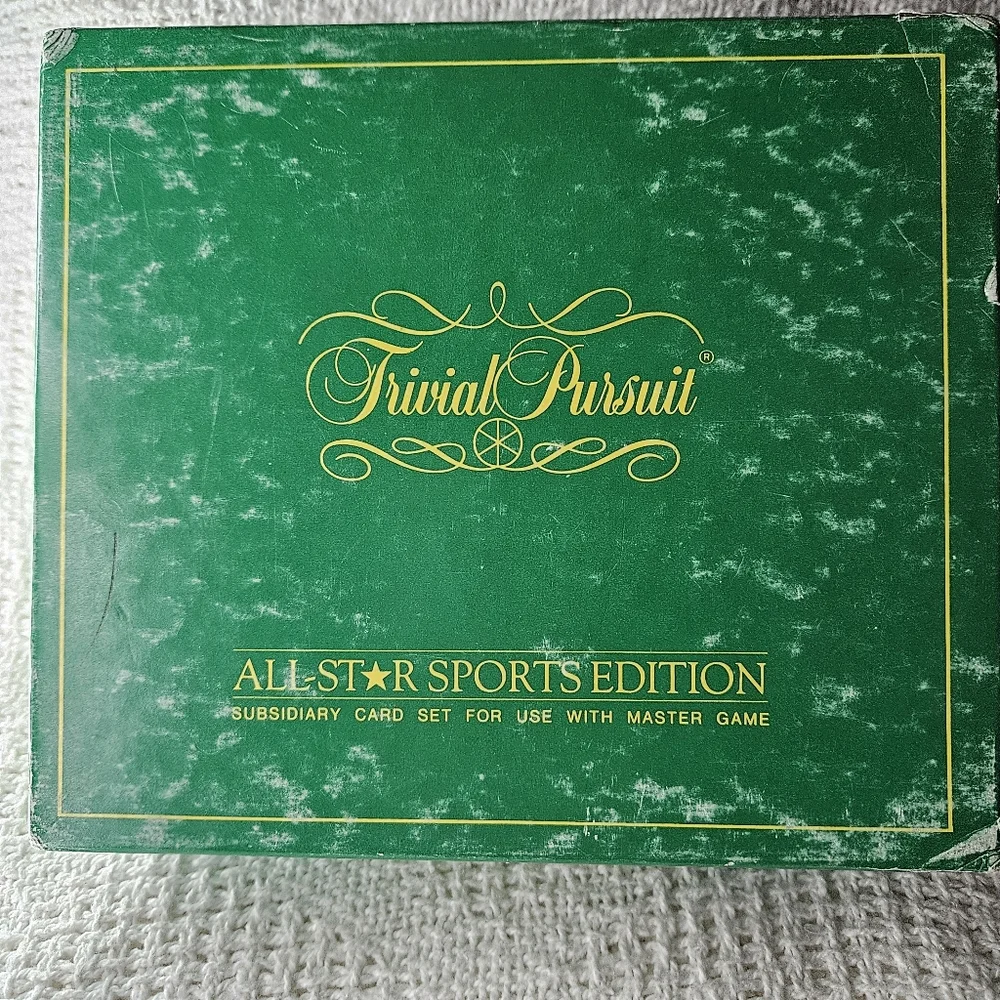 Trivial Pursuit®
ALL-ST★R SPORTS EDITION
SUBSIDIARY CARD SET FOR USE WITH MASTER GAME